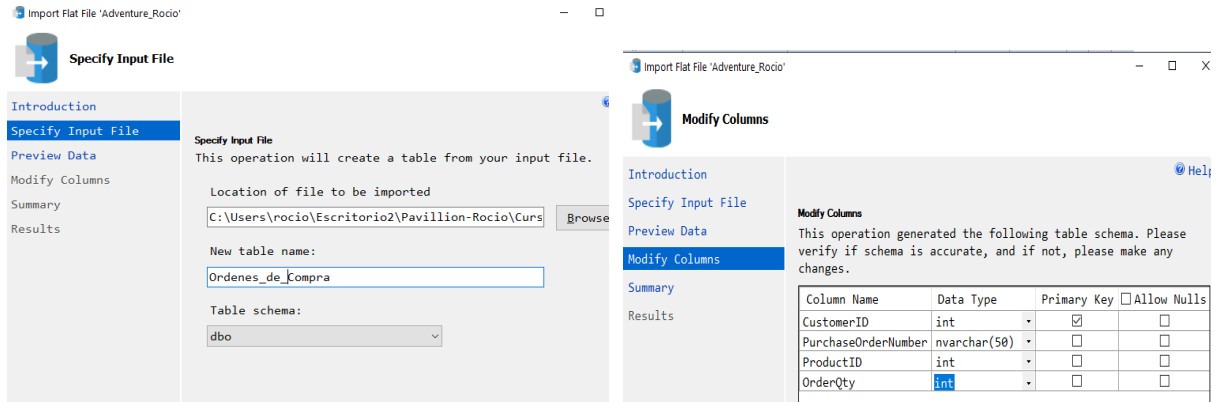 Import Flat File 'Adventure_Rocio'
Specify Input File
Introduction
Specify Input File
Preview Data
Modify Columns
Summary
Results
Specify Input File
This operation will create a table from your input file.
Location of file to be imported
C:\Users\rocio\Escritorio2\Pavillion-Rocio\Curs
Browse
New table name:
Ordenes_de_Compra
Table schema:
dbo
Import Flat File 'Adventure_Rocio'
Modify Columns
Introduction
Specify Input File
Preview Data
Modify Columns
Summary
Results
Help
Modify Columns
This operation generated the following table schema. Please
verify if schema is accurate, and if not, please make any
changes.
Column Name Data Type Primary Key Allow Nulls
CustomerID int
PurchaseOrderNumber nvarchar(50)
ProductID int
OrderQty int